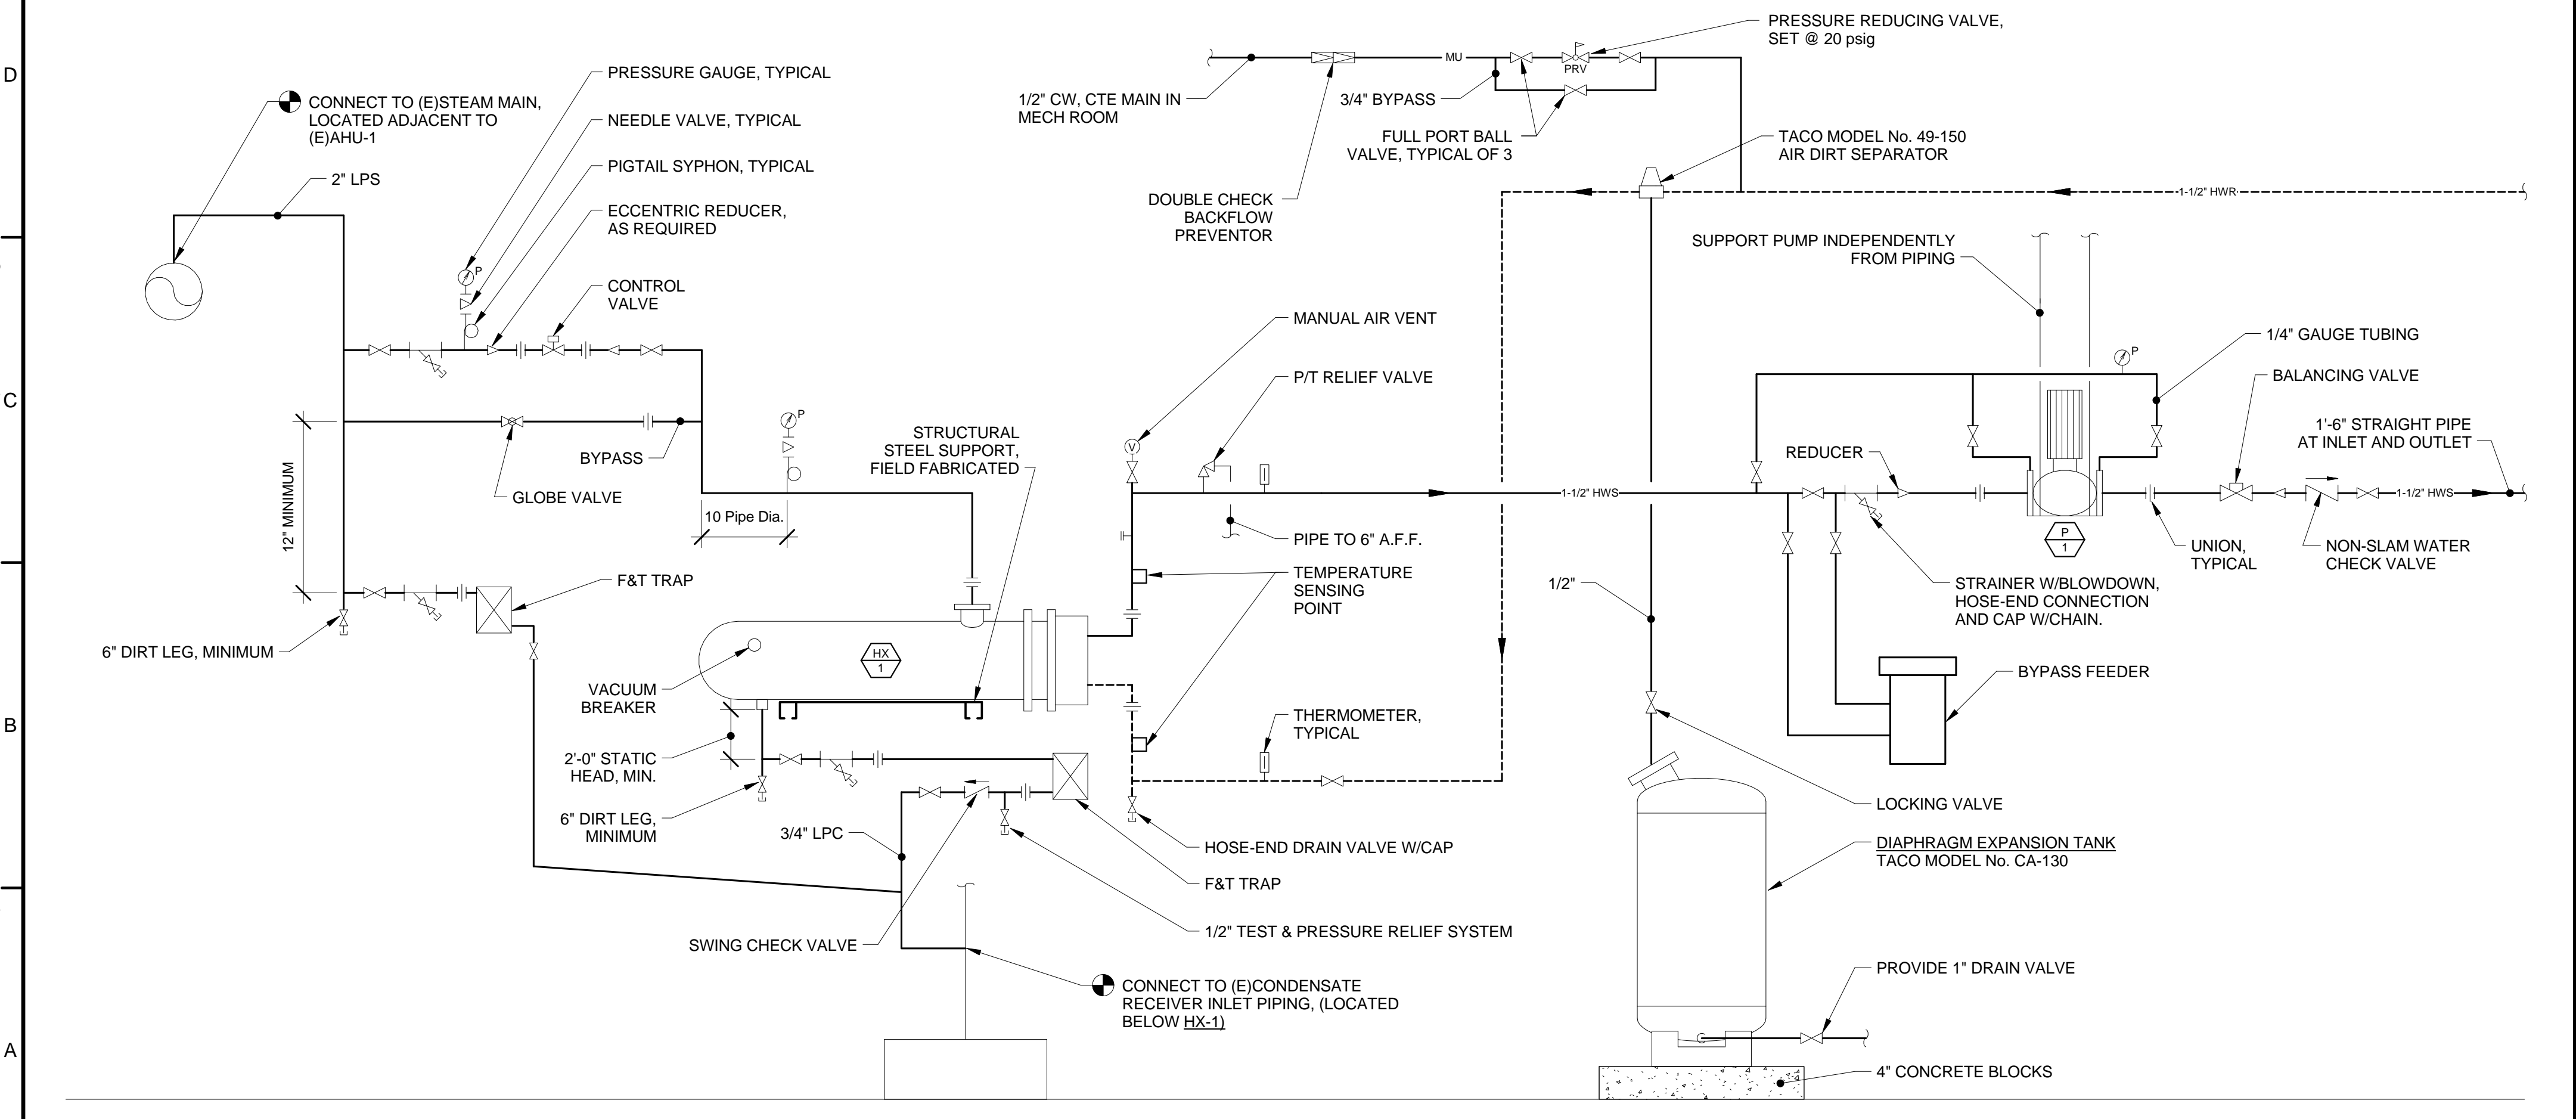 D
C
B
A
CONNECT TO (E)STEAM MAIN,
LOCATED ADJACENT TO
(E)AHU-1
2" LPS
PRESSURE GAUGE, TYPICAL
NEEDLE VALVE, TYPICAL
PIGTAIL SYPHON, TYPICAL
ECCENTRIC REDUCER,
AS REQUIRED
P
CONTROL
VALVE
12" MINIMUM
BYPASS
GLOBE VALVE
P
10 Pipe Dia.
STRUCTURAL
STEEL SUPPORT,
FIELD FABRICATED
F&T TRAP
6" DIRT LEG, MINIMUM
HX
1
VACUUM
BREAKER
2'-0" STATIC
HEAD, MIN.
6" DIRT LEG,
MINIMUM
3/4" LPC
SWING CHECK VALVE
PRESSURE REDUCING VALVE,
SET @ 20 psig
MU
PRV
1/2" CW, CTE MAIN IN
MECH ROOM
3/4" BYPASS
FULL PORT BALL
VALVE, TYPICAL OF 3
DOUBLE CHECK
BACKFLOW
PREVENTOR
TACO MODEL No. 49-150
AIR DIRT SEPARATOR
1-1/2" HWR
SUPPORT PUMP INDEPENDENTLY
FROM PIPING
MANUAL AIR VENT
V
P/T RELIEF VALVE
1-1/2" HWS
PIPE TO 6" A.F.F.
TEMPERATURE
SENSING
POINT
THERMOMETER,
TYPICAL
HOSE-END DRAIN VALVE W/CAP
F&T TRAP
1/2" TEST & PRESSURE RELIEF SYSTEM
CONNECT TO (E)CONDENSATE
RECEIVER INLET PIPING, (LOCATED
BELOW HX-1)
1/4" GAUGE TUBING
P
BALANCING VALVE
1'-6" STRAIGHT PIPE
AT INLET AND OUTLET
REDUCER
1-1/2" HWS
P
1
UNION,
TYPICAL
NON-SLAM WATER
CHECK VALVE
STRAINER W/BLOWDOWN,
HOSE-END CONNECTION
AND CAP W/CHAIN.
1/2"
BYPASS FEEDER
LOCKING VALVE
DIAPHRAGM EXPANSION TANK
TACO MODEL No. CA-130
PROVIDE 1" DRAIN VALVE
4" CONCRETE BLOCKS